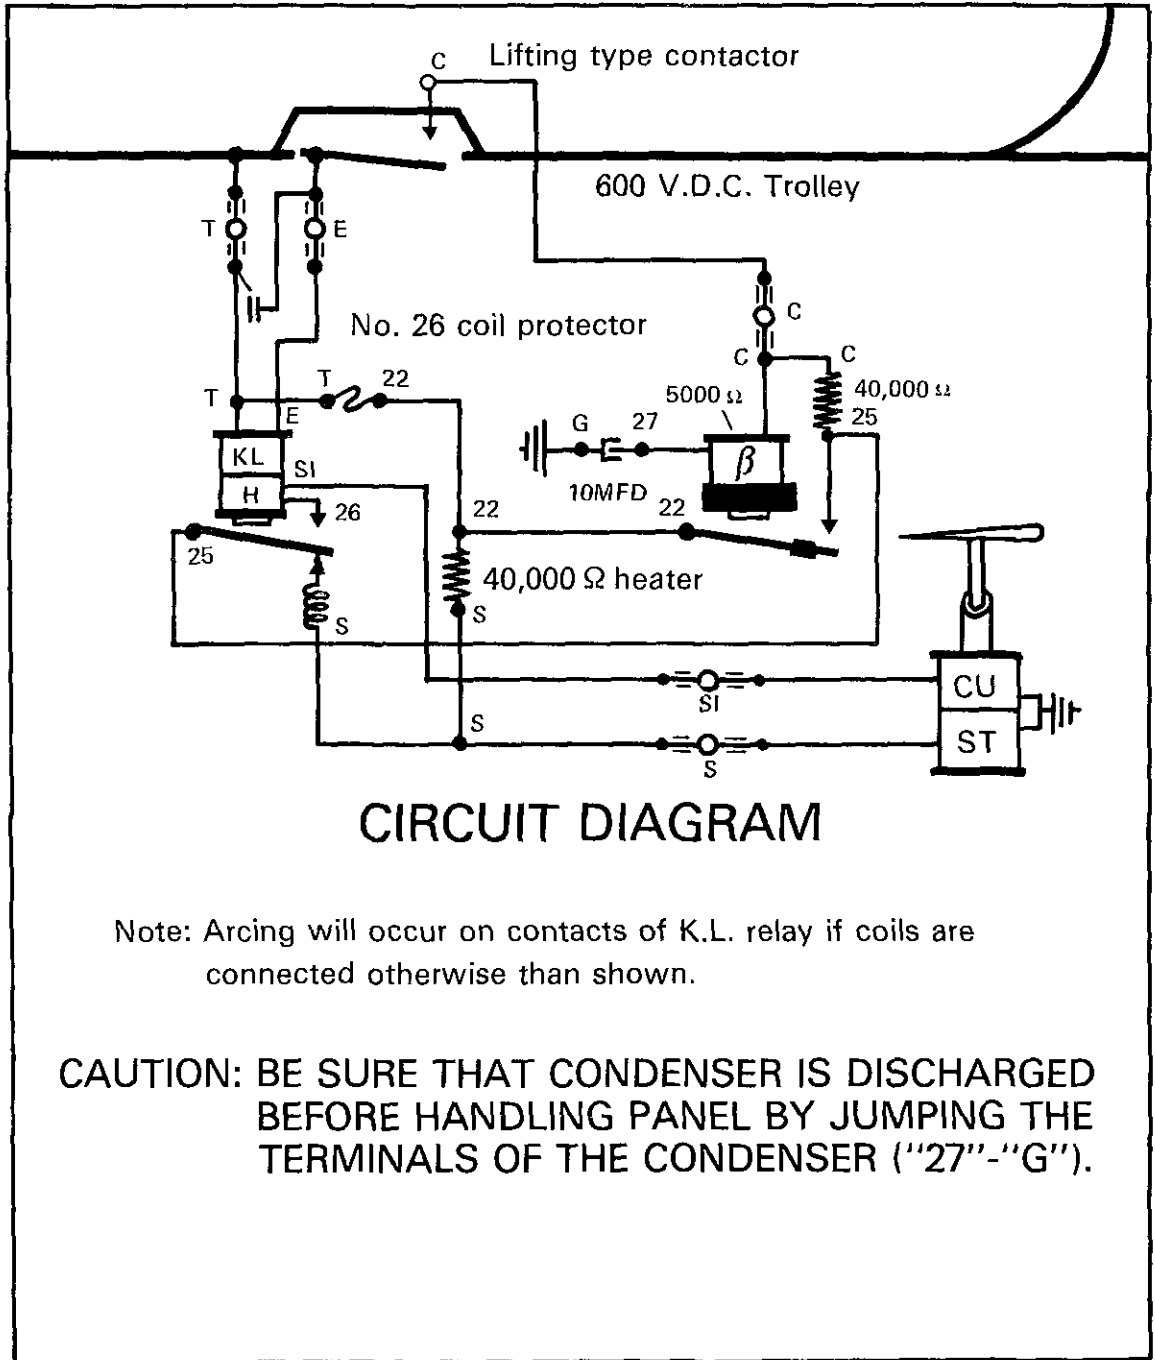 C
Lifting type contactor
600 V.D.C. Trolley
T
E
No. 26 coil protector
C
C
C
T
T
22
5000 Ω
40,000 Ω
25
E
G
27
KL
SI
β
H
26
10MFD
22
22
25
40,000 Ω heater
S
S
CU
SI
S
ST
S
CIRCUIT DIAGRAM
Note: Arcing will occur on contacts of K.L. relay if coils are
connected otherwise than shown.
CAUTION: BE SURE THAT CONDENSER IS DISCHARGED
BEFORE HANDLING PANEL BY JUMPING THE
TERMINALS OF THE CONDENSER (''27''-''G'').